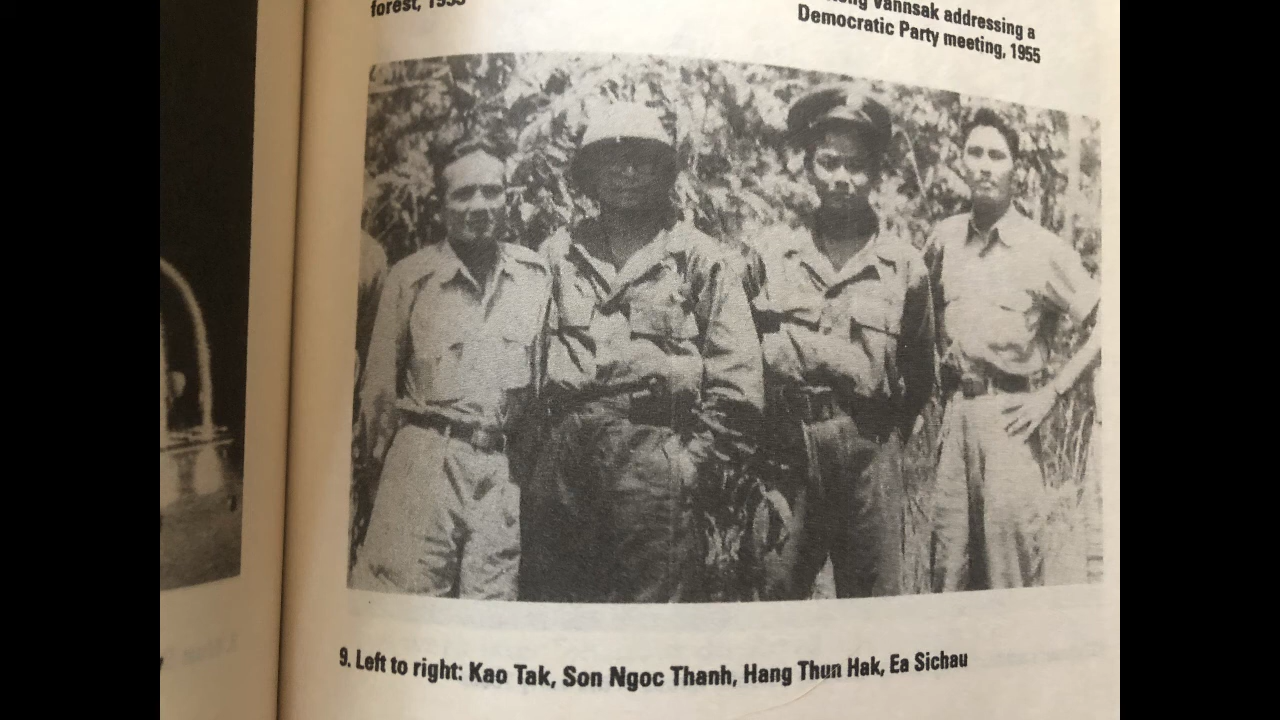 forest, 1953
Vannsak addressing a
Democratic Party meeting, 1955
9. Left to right: Kao Tak, Son Ngoc Thanh, Hang Thun Hak, Ea Sichau